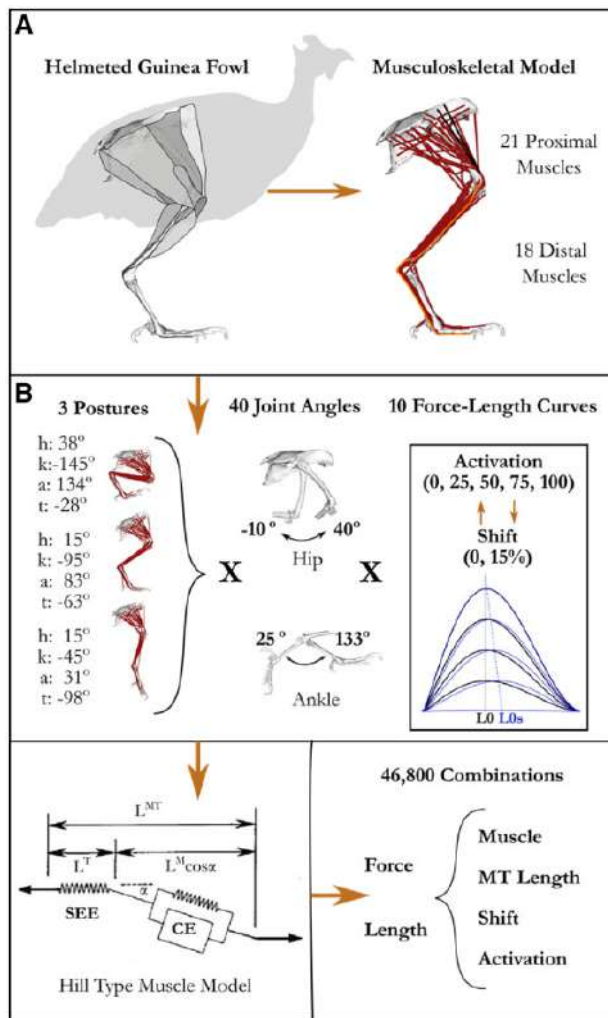 A
Helmeted Guinea Fowl
Musculoskeletal Model
21 Proximal
Muscles
18 Distal
Muscles
B
3 Postures
40 Joint Angles
10 Force-Length Curves
h: 38°
k: -145°
a: 134°
t: -28°
h: 15°
k: -95°
a: 83°
t: -63°
h: 15°
k: -45°
a: 31°
t: -98°
X
-10°
40°
Hip
25°
133°
Ankle
X
Activation
(0, 25, 50, 75, 100)
Shift
(0, 15%)
L0 L0s
L^MT
L^T
L^M cosα
α
SEE
CE
Hill Type Muscle Model
46,800 Combinations
Force
Length
Muscle
MT Length
Shift
Activation